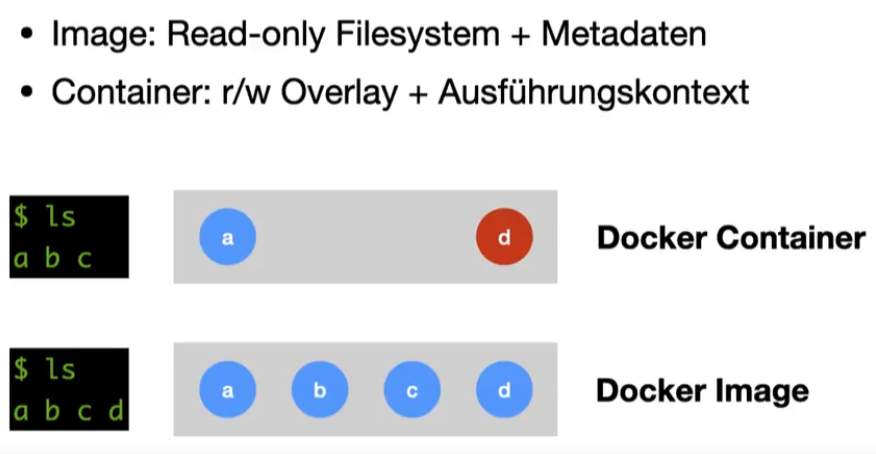 • Image: Read-only Filesystem + Metadaten
• Container: r/w Overlay + Ausführungskontext
$ ls
a b c
a
d
Docker Container
$ ls
a b c d
a
b
c
d
Docker Image